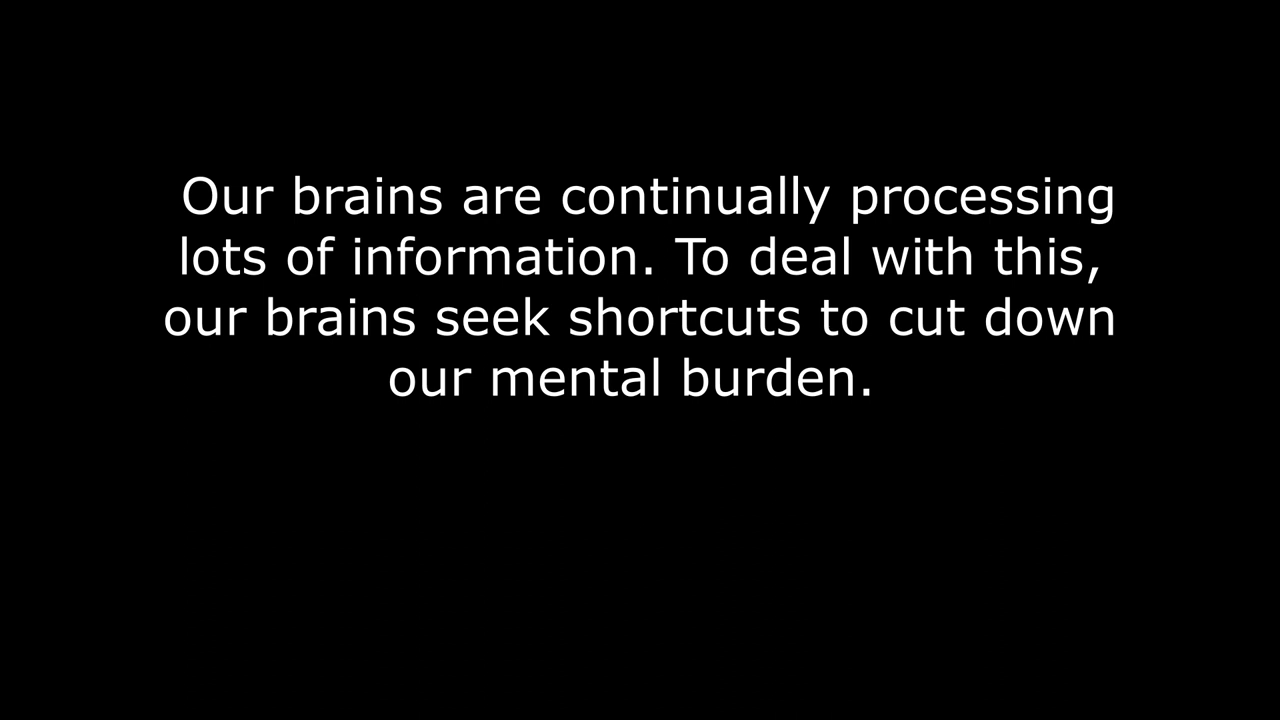 Our brains are continually processing
lots of information. To deal with this,
our brains seek shortcuts to cut down
our mental burden.